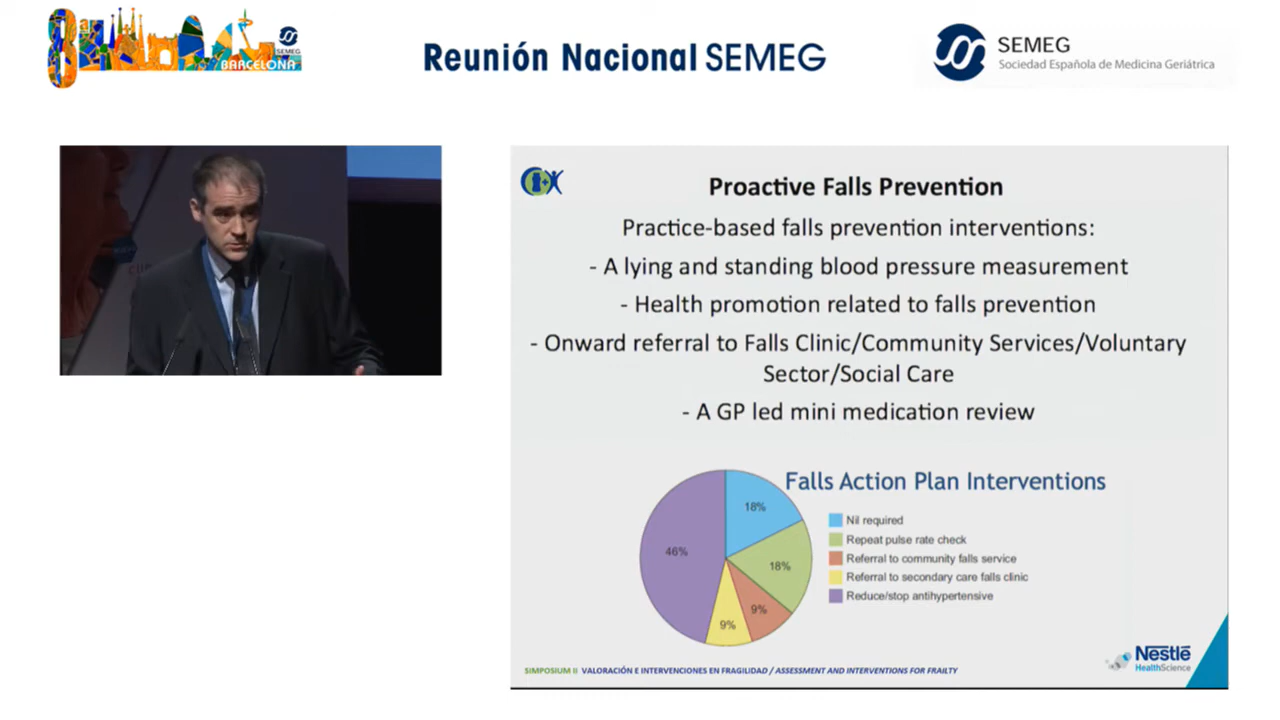 8ª
BARCELONA
SEMEG
Reunión Nacional SEMEG
SEMEG
Sociedad Española de Medicina Geriátrica
Proactive Falls Prevention
Practice-based falls prevention interventions:
- A lying and standing blood pressure measurement
- Health promotion related to falls prevention
- Onward referral to Falls Clinic/Community Services/Voluntary
Sector/Social Care
- A GP led mini medication review
Falls Action Plan Interventions
18%
18%
9%
9%
46%
Nil required
Repeat pulse rate check
Referral to community falls service
Referral to secondary care falls clinic
Reduce/stop antihypertensive
SIMPOSIUM II VALORACIÓN E INTERVENCIONES EN FRAGILIDAD / ASSESSMENT AND INTERVENTIONS FOR FRAILTY
Nestlé
HealthScience